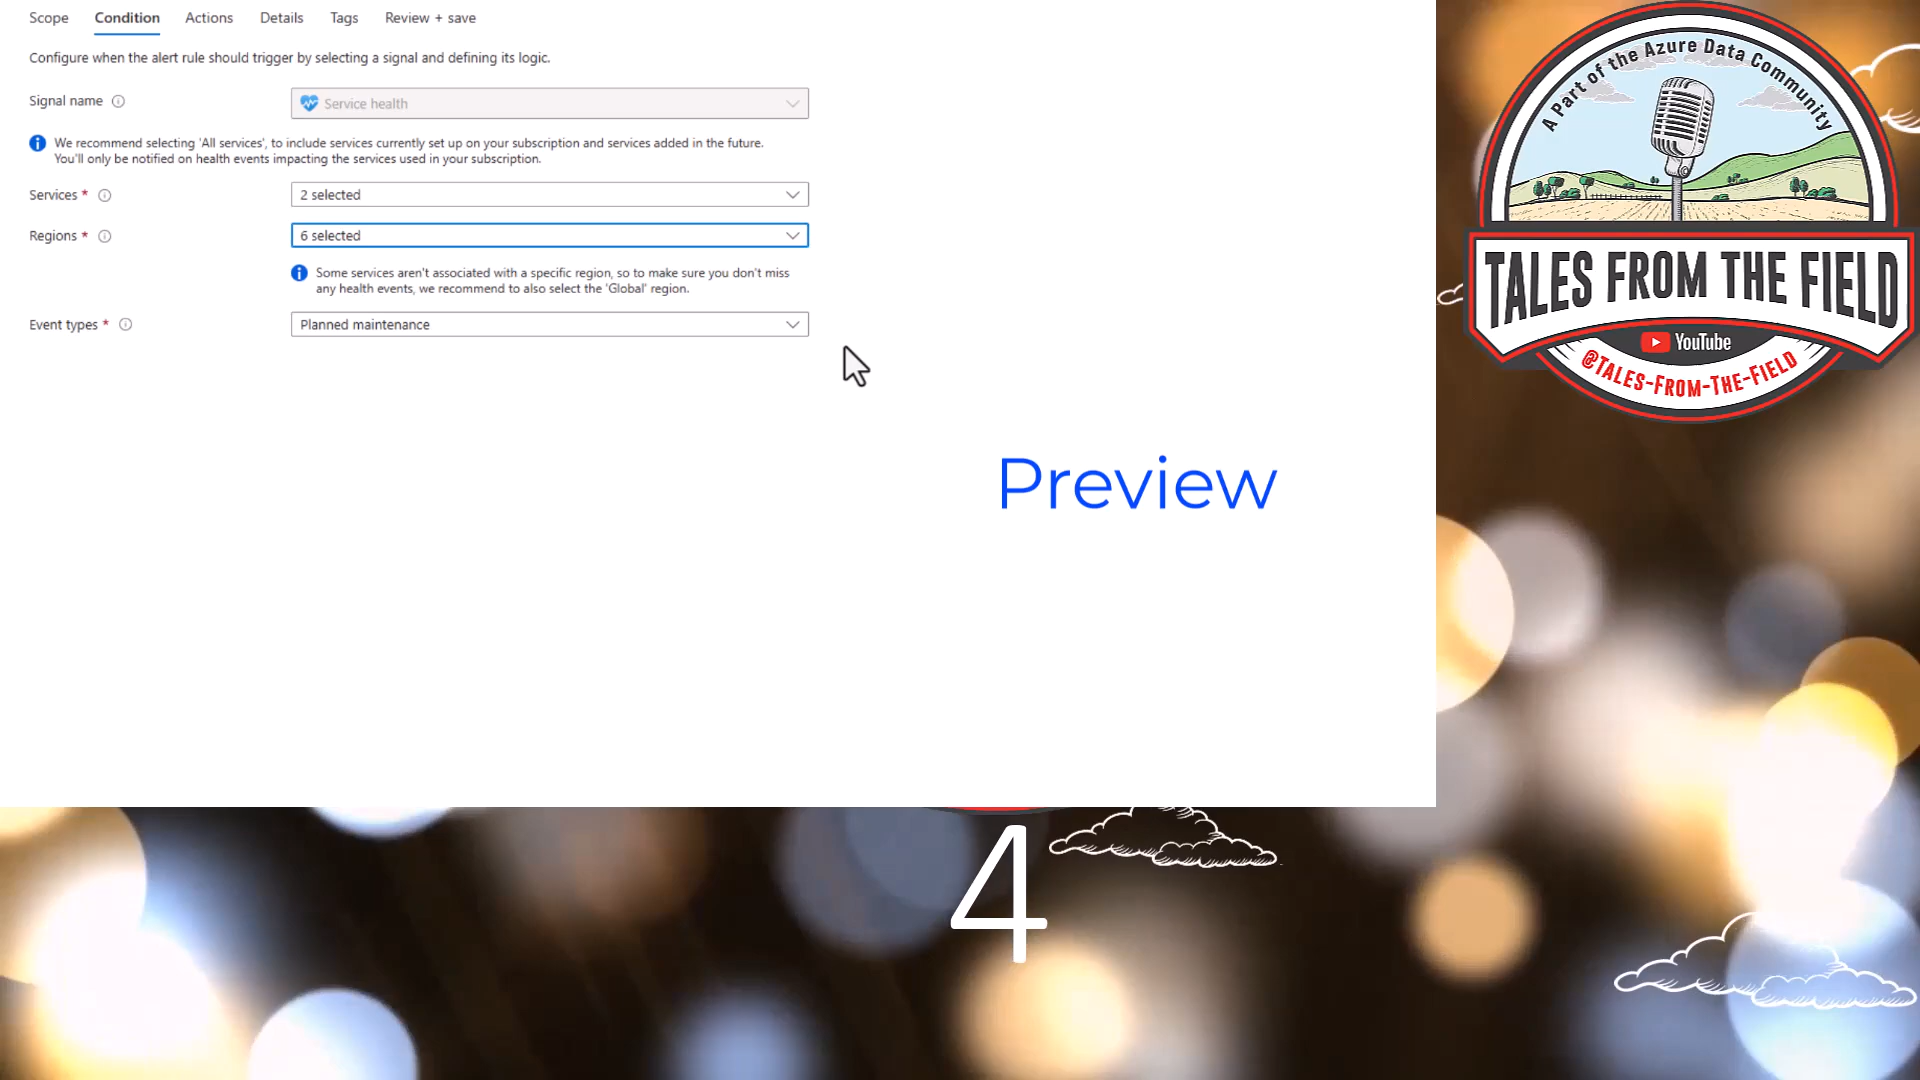 Scope Condition Actions Details Tags Review + save
Configure when the alert rule should trigger by selecting a signal and defining its logic.
Signal name Service health
We recommend selecting 'All services', to include services currently set up on your subscription and services added in the future.
You'll only be notified on health events impacting the services used in your subscription.
Services * 2 selected
Regions * 6 selected
Some services aren't associated with a specific region, so to make sure you don't miss
any health events, we recommend to also select the 'Global' region.
Event types * Planned maintenance
Preview
4
A Part of the Azure Data Community
TALES FROM THE FIELD
YouTube
@TALES-FROM-THE-FIELD